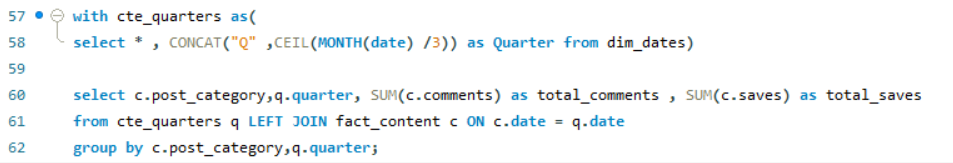 57 with cte_quarters as(
58 select * , CONCAT("Q" ,CEIL(MONTH(date) /3)) as Quarter from dim_dates)
59
60 select c.post_category,q.quarter, SUM(c.comments) as total_comments , SUM(c.saves) as total_saves
61 from cte_quarters q LEFT JOIN fact_content c ON c.date = q.date
62 group by c.post_category,q.quarter;